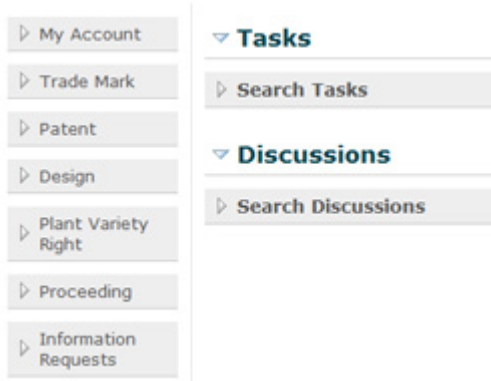 My Account
Trade Mark
Patent
Design
Plant Variety
Right
Proceeding
Information
Requests
Tasks
Search Tasks
Discussions
Search Discussions